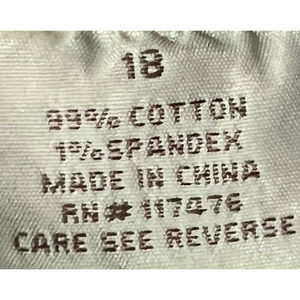 18
99% COTTON
1% SPANDEX
MADE IN CHINA
RN# 117476
CARE SEE REVERSE